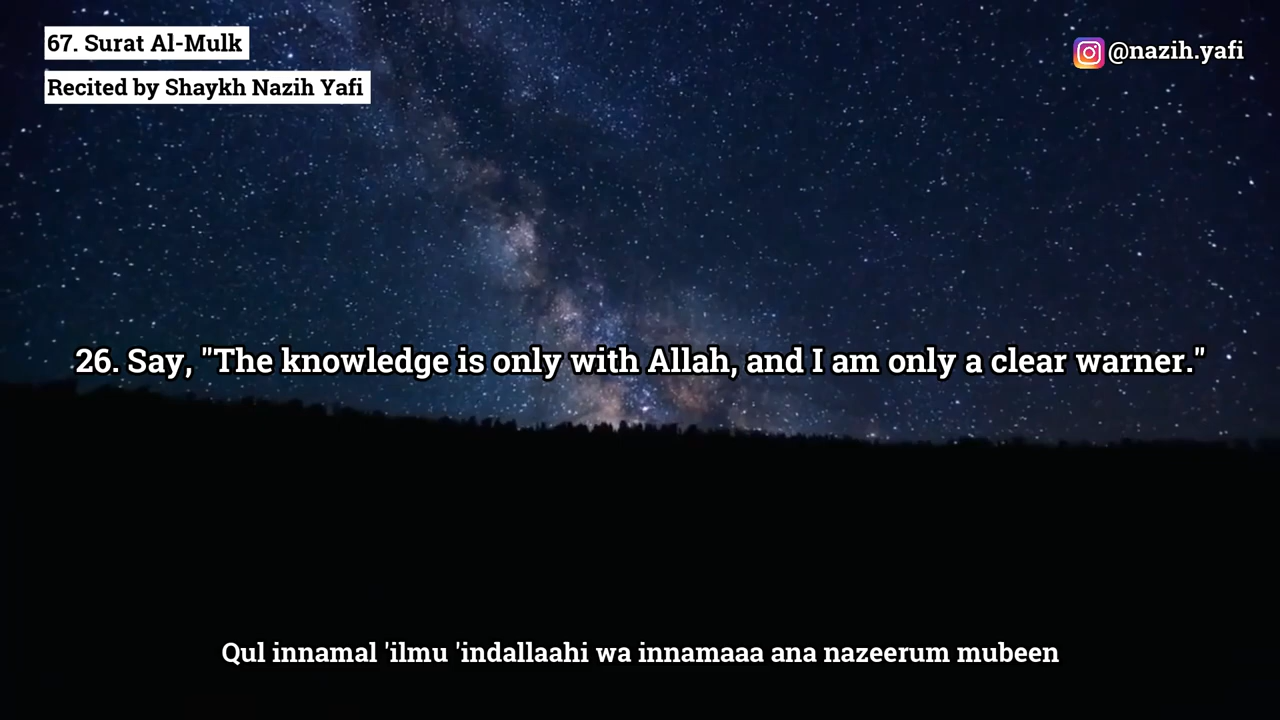 67. Surat Al-Mulk
Recited by Shaykh Nazih Yafi
@nazih.yafi
26. Say, "The knowledge is only with Allah, and I am only a clear warner."
Qul innamal 'ilmu 'indallaahi wa innamaaa ana nazeerum mubeen